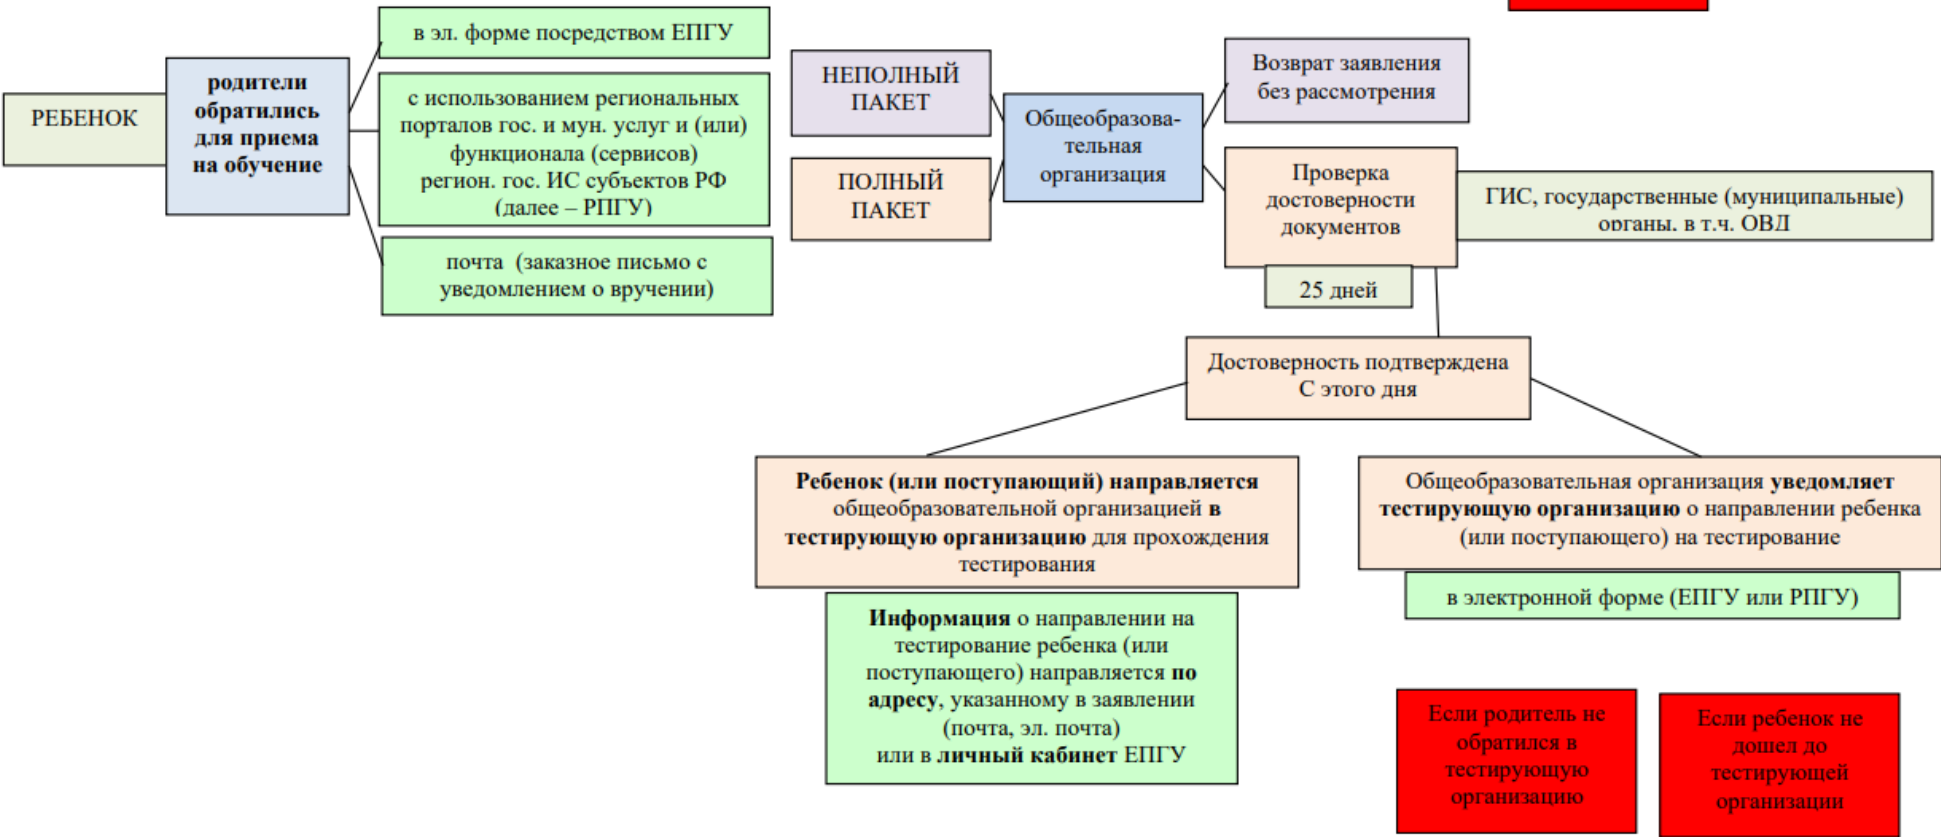 РЕБЕНОК
родители
обратились
для приема
на обучение
в эл. форме посредством ЕПГУ
с использованием региональных
порталов гос. и мун. услуг и (или)
функционала (сервисов)
регион. гос. ИС субъектов РФ
(далее – РПГУ)
почта (заказное письмо с
уведомлением о вручении)
НЕПОЛНЫЙ
ПАКЕТ
ПОЛНЫЙ
ПАКЕТ
Общеобразова-
тельная
организация
Возврат заявления
без рассмотрения
Проверка
достоверности
документов
ГИС, государственные (муниципальные)
органы, в т.ч. ОВД
25 дней
Достоверность подтверждена
С этого дня
Ребенок (или поступающий) направляется
общеобразовательной организацией в
тестирующую организацию для прохождения
тестирования
Общеобразовательная организация уведомляет
тестирующую организацию о направлении ребенка
(или поступающего) на тестирование
в электронной форме (ЕПГУ или РПГУ)
Информация о направлении на
тестирование ребенка (или
поступающего) направляется по
адресу, указанному в заявлении
(почта, эл. почта)
или в личный кабинет ЕПГУ
Если родитель не
обратился в
тестирующую
организацию
Если ребенок не
дошел до
тестирующей
организации